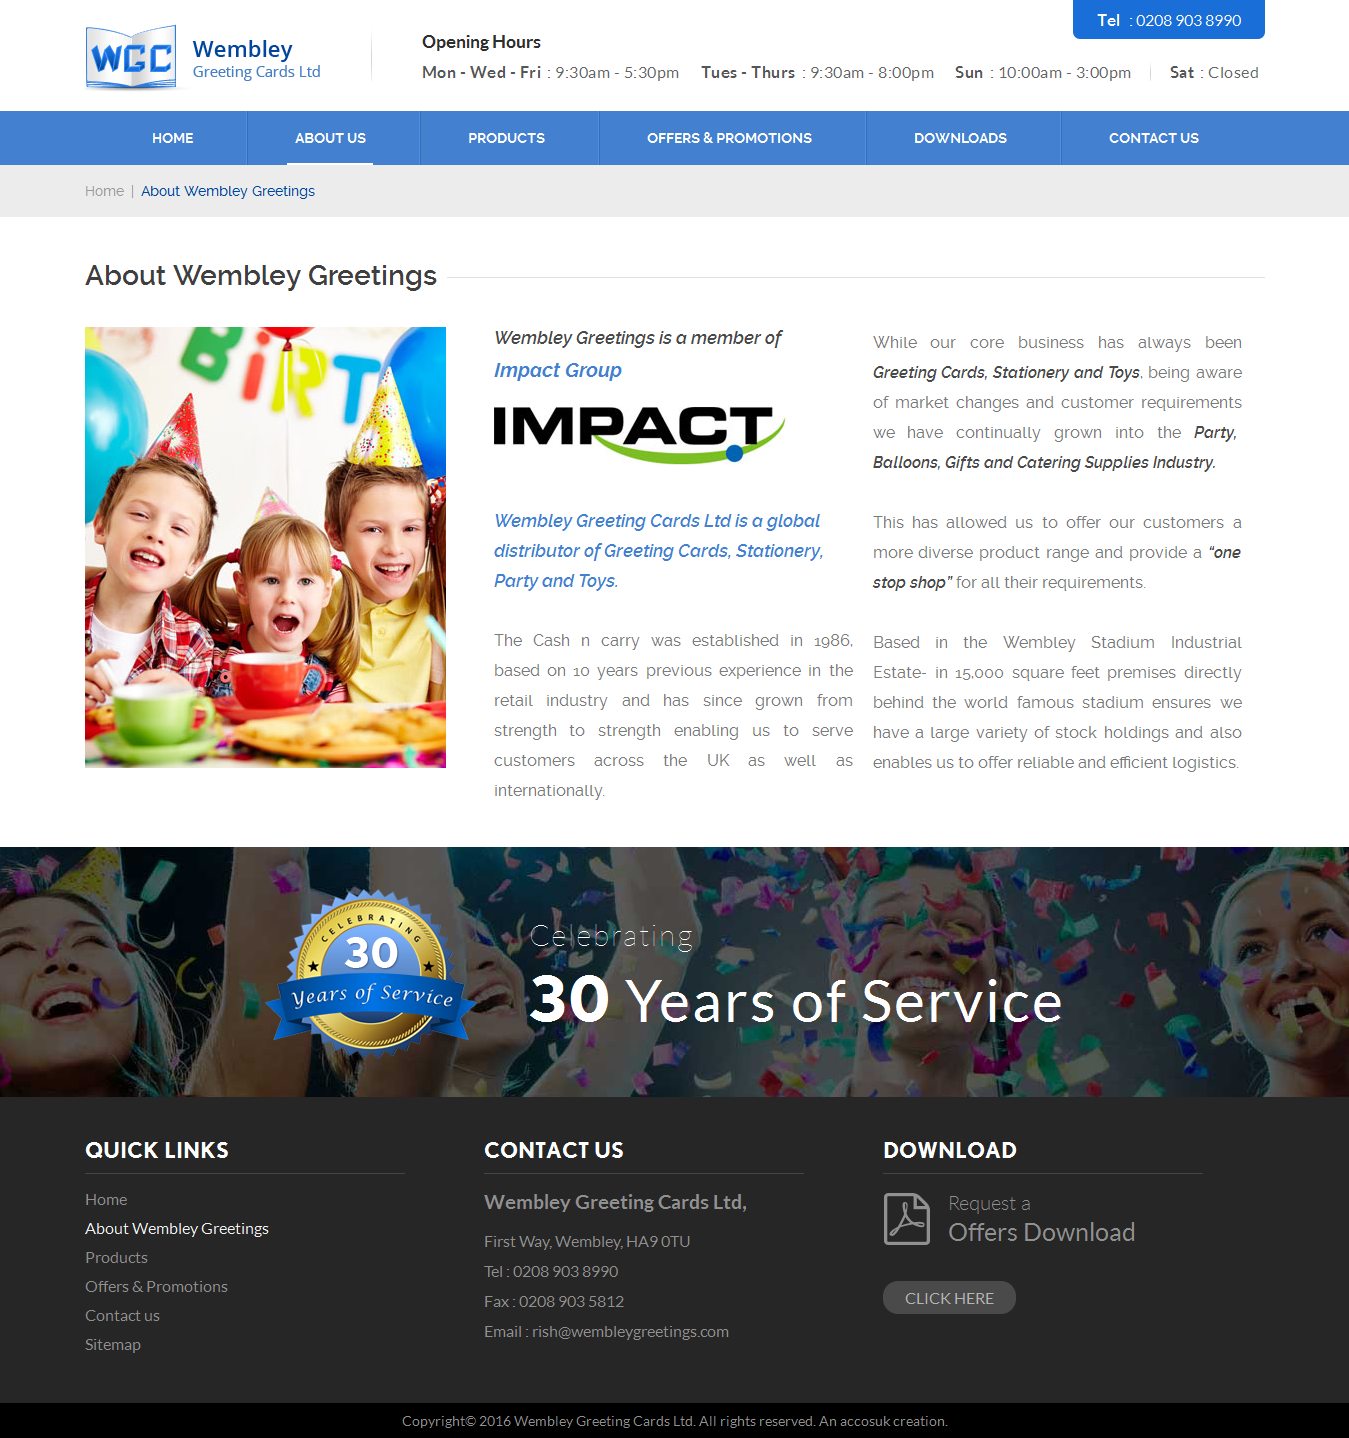 Tel : 0208 903 8990
WGC
Wembley
Greeting Cards Ltd
Opening Hours
Mon - Wed - Fri : 9:30am - 5:30pm Tues - Thurs : 9:30am - 8:00pm Sun : 10:00am - 3:00pm Sat : Closed
HOME ABOUT US PRODUCTS OFFERS & PROMOTIONS DOWNLOADS CONTACT US
Home | About Wembley Greetings
About Wembley Greetings
BiRT
Wembley Greetings is a member of
Impact Group
IMPACT
Wembley Greeting Cards Ltd is a global
distributor of Greeting Cards, Stationery,
Party and Toys.
The Cash n carry was established in 1986,
based on 10 years previous experience in the
retail industry and has since grown from
strength to strength enabling us to serve
customers across the UK as well as
internationally.
While our core business has always been
Greeting Cards, Stationery and Toys, being aware
of market changes and customer requirements
we have continually grown into the Party,
Balloons, Gifts and Catering Supplies Industry.
This has allowed us to offer our customers a
more diverse product range and provide a “one
stop shop” for all their requirements.
Based in the Wembley Stadium Industrial
Estate- in 15,000 square feet premises directly
behind the world famous stadium ensures we
have a large variety of stock holdings and also
enables us to offer reliable and efficient logistics.
CELEBRATING
30
Years of Service
Celebrating
30 Years of Service
QUICK LINKS
Home
About Wembley Greetings
Products
Offers & Promotions
Contact us
Sitemap
CONTACT US
Wembley Greeting Cards Ltd,
First Way, Wembley, HA9 0TU
Tel : 0208 903 8990
Fax : 0208 903 5812
Email : rish@wembleygreetings.com
DOWNLOAD
Request a
Offers Download
CLICK HERE
Copyright© 2016 Wembley Greeting Cards Ltd. All rights reserved. An accosuk creation.